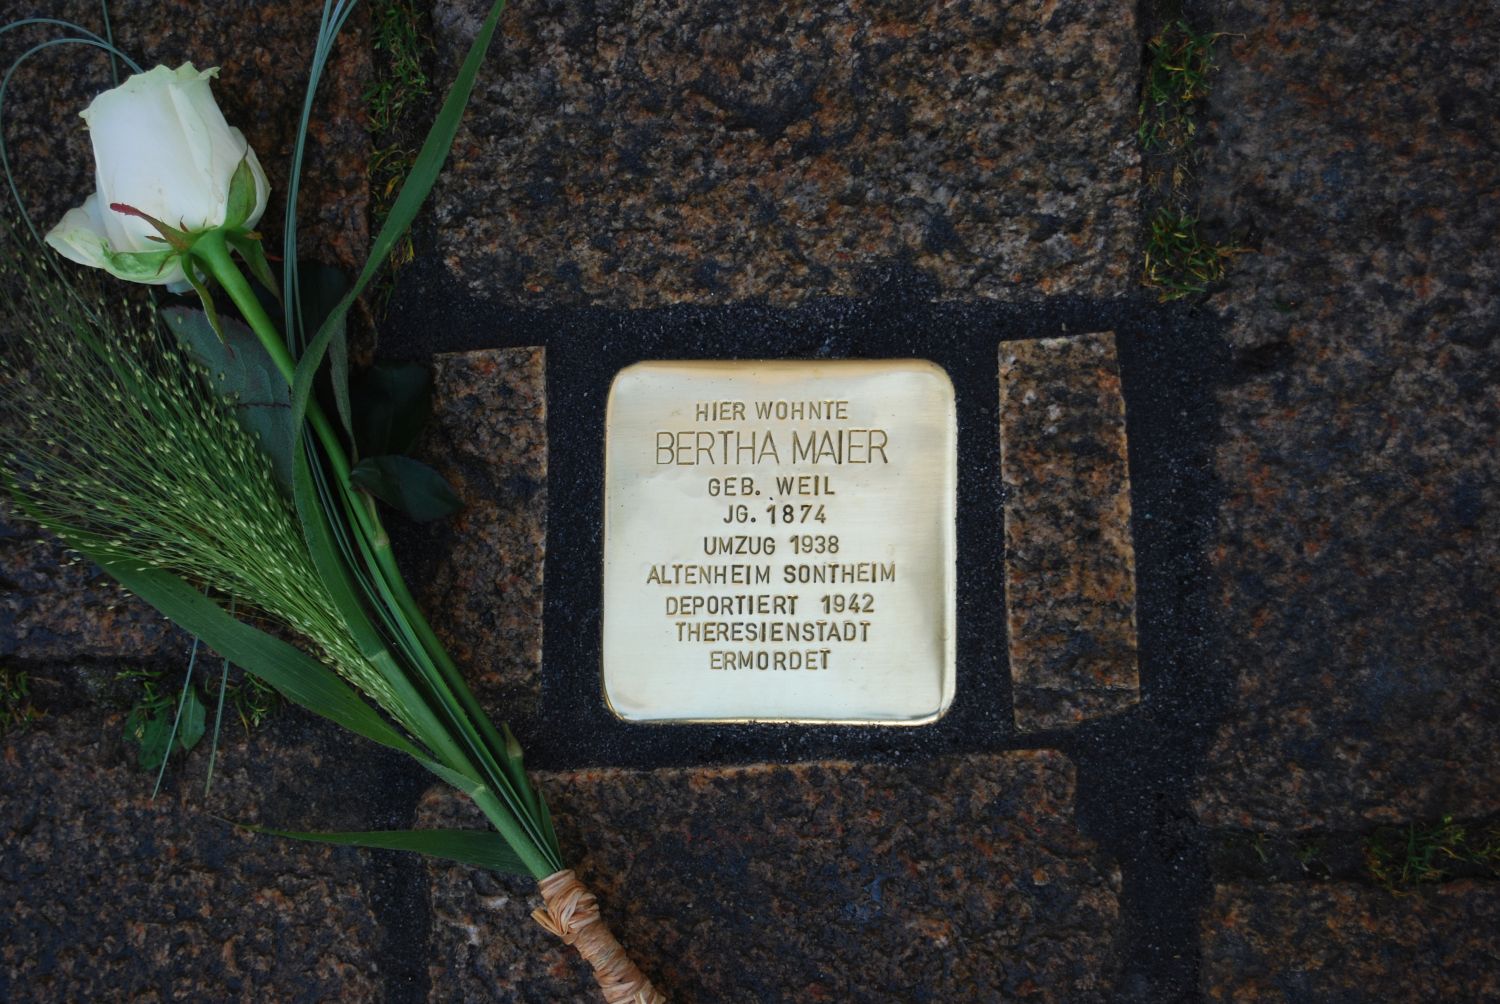 HIER WOHNTE
BERTHA MAIER
GEB. WEIL
JG. 1874
UMZUG 1938
ALTENHEIM SONTHEIM
DEPORTIERT 1942
THERESIENSTADT
ERMORDET